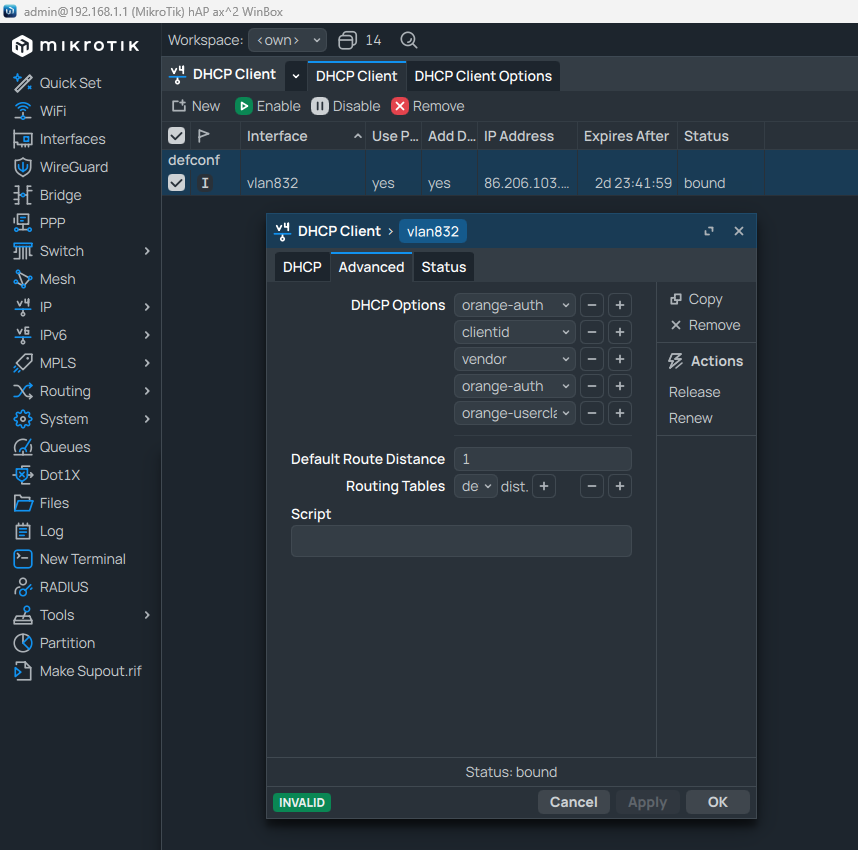 admin@192.168.1.1 (MikroTik) hAP ax^2 WinBox
MikroTik
Workspace: <own> 14
Quick Set
WiFi
Interfaces
WireGuard
Bridge
PPP
Switch
Mesh
IP
IPv6
MPLS
Routing
System
Queues
Dot1X
Files
Log
New Terminal
RADIUS
Tools
Partition
Make Supout.rif
v4 DHCP Client DHCP Client DHCP Client Options
New Enable Disable Remove
Interface Use P... Add D... IP Address Expires After Status
defconf
I vlan832 yes yes 86.206.103.... 2d 23:41:59 bound
v4 DHCP Client > vlan832
DHCP Advanced Status
DHCP Options orange-auth
clientid
vendor
orange-auth
orange-usercla
Default Route Distance 1
Routing Tables de dist.
Script
Copy
Remove
Actions
Release
Renew
Status: bound
INVALID Cancel Apply OK